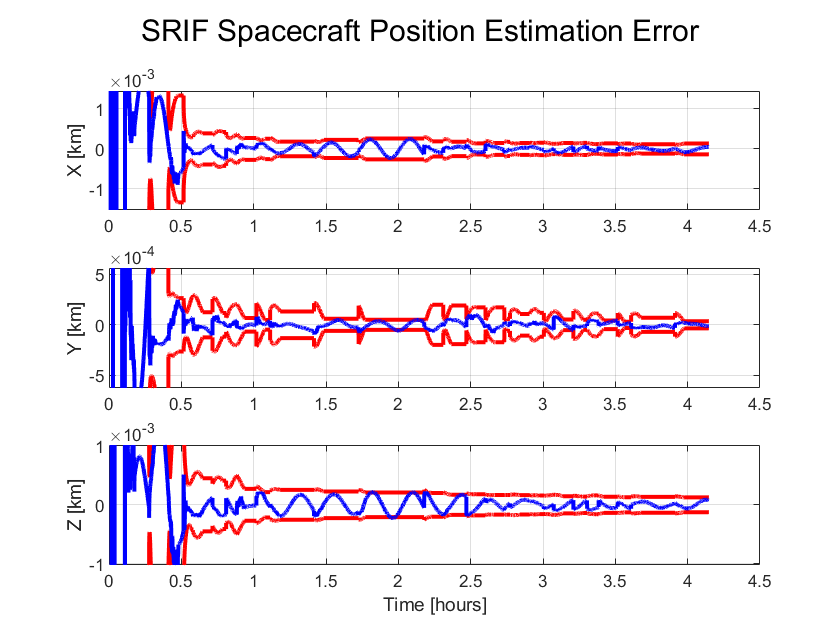 SRIF Spacecraft Position Estimation Error
×10-3
1
0
-1
X [km]
0 0.5 1 1.5 2 2.5 3 3.5 4 4.5
×10-4
5
0
-5
Y [km]
0 0.5 1 1.5 2 2.5 3 3.5 4 4.5
×10-3
1
0
-1
Z [km]
0 0.5 1 1.5 2 2.5 3 3.5 4 4.5
Time [hours]